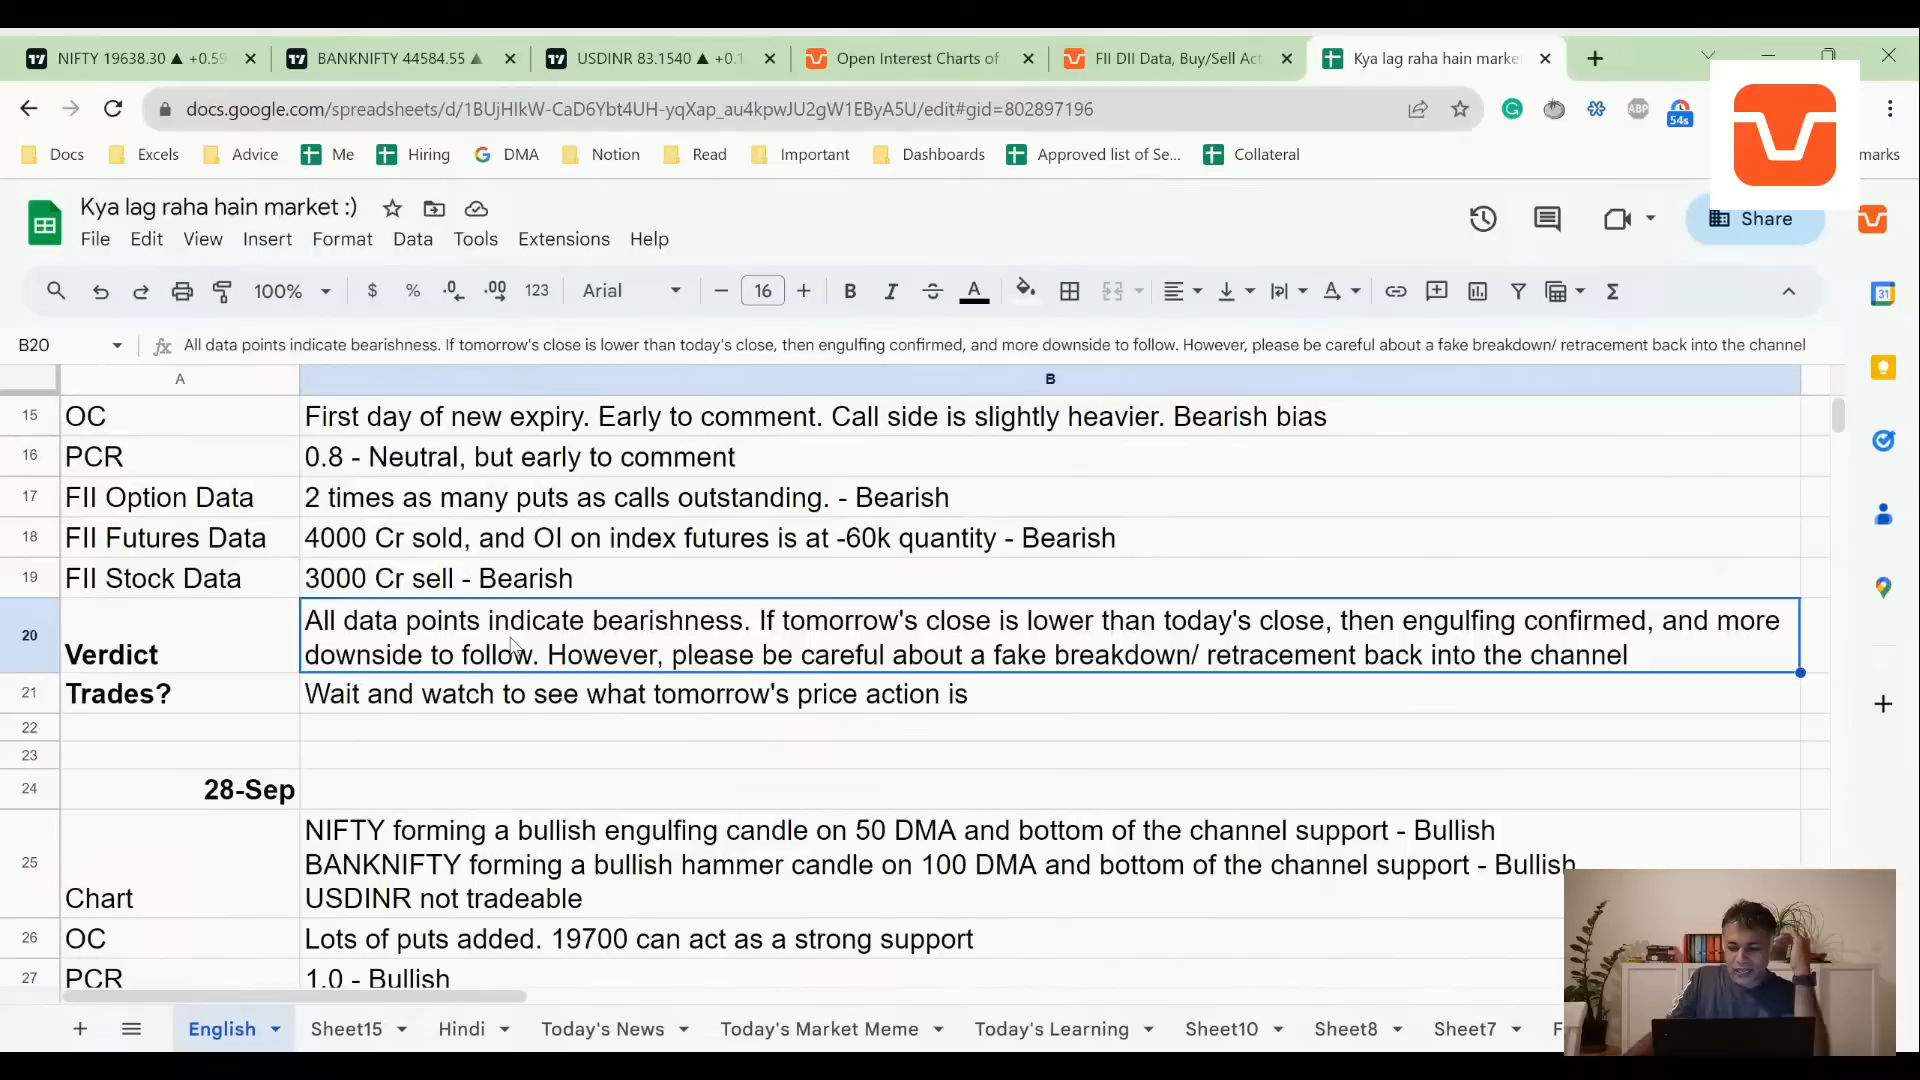 NIFTY 19638.30 ▲ +0.59
BANKNIFTY 44584.55 ▲
USDINR 83.1540 ▲ +0.1
Open Interest Charts of
FII DII Data, Buy/Sell Act
Kya lag raha hain marke
docs.google.com/spreadsheets/d/1BUjHIkW-CaD6Ybt4UH-yqXap_au4kpwJU2gW1EByA5U/edit#gid=802897196
ABP
54s
Docs Excels Advice Me Hiring DMA Notion Read Important Dashboards Approved list of Se... Collateral marks
Kya lag raha hain market :)
File Edit View Insert Format Data Tools Extensions Help
Share
100% $ % .0 .00 123 Arial 16 B I A
31
B20 fx All data points indicate bearishness. If tomorrow's close is lower than today's close, then engulfing confirmed, and more downside to follow. However, please be careful about a fake breakdown/ retracement back into the channel
A B
15 OC First day of new expiry. Early to comment. Call side is slightly heavier. Bearish bias
16 PCR 0.8 - Neutral, but early to comment
17 FII Option Data 2 times as many puts as calls outstanding. - Bearish
18 FII Futures Data 4000 Cr sold, and OI on index futures is at -60k quantity - Bearish
19 FII Stock Data 3000 Cr sell - Bearish
All data points indicate bearishness. If tomorrow's close is lower than today's close, then engulfing confirmed, and more
20 Verdict downside to follow. However, please be careful about a fake breakdown/ retracement back into the channel
21 Trades? Wait and watch to see what tomorrow's price action is
22
23
24 28-Sep
NIFTY forming a bullish engulfing candle on 50 DMA and bottom of the channel support - Bullish
25 BANKNIFTY forming a bullish hammer candle on 100 DMA and bottom of the channel support - Bullish
Chart USDINR not tradeable
26 OC Lots of puts added. 19700 can act as a strong support
27 PCR 1.0 - Bullish
English Sheet15 Hindi Today's News Today's Market Meme Today's Learning Sheet10 Sheet8 Sheet7 F